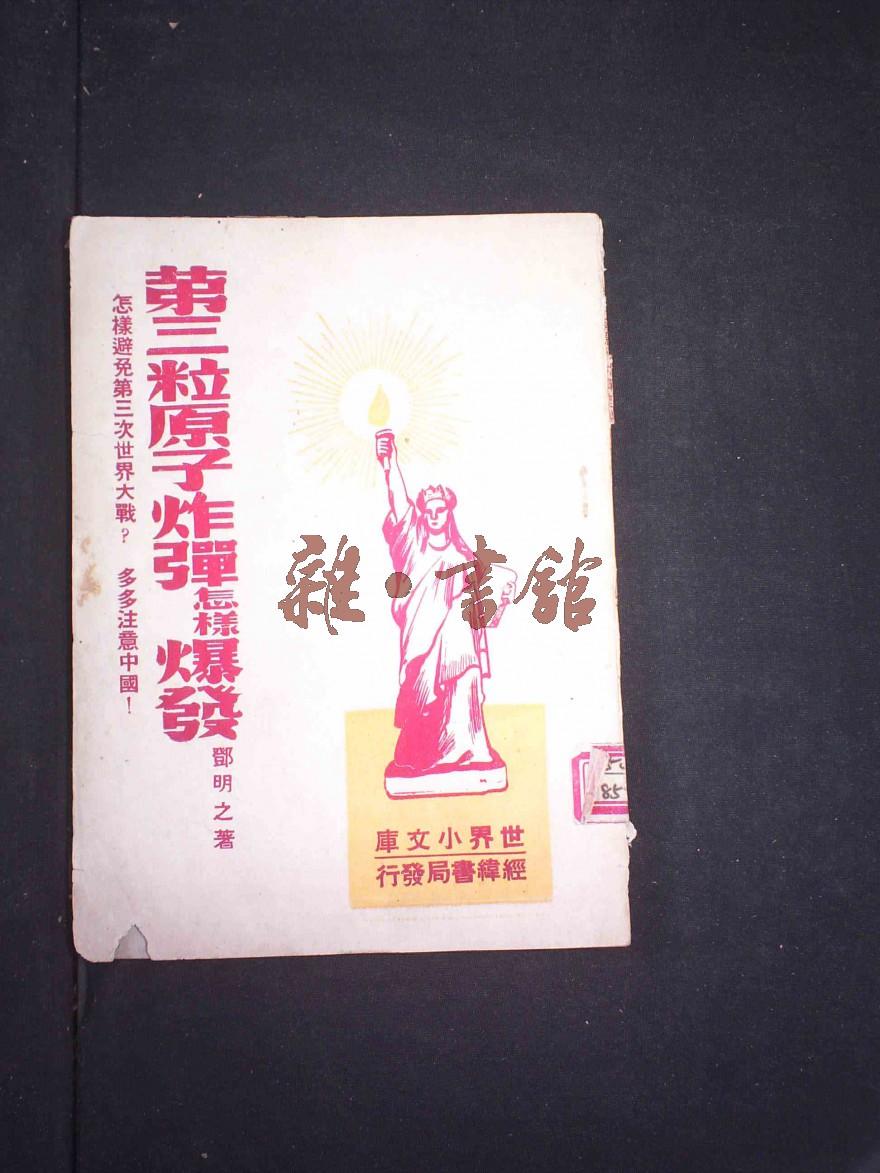 第三粒原子炸彈怎樣爆發
怎樣避免第三次世界大戰？ 多多注意中國！
鄧明之著
雜·書館
世界小文庫
經緯書局發行
85